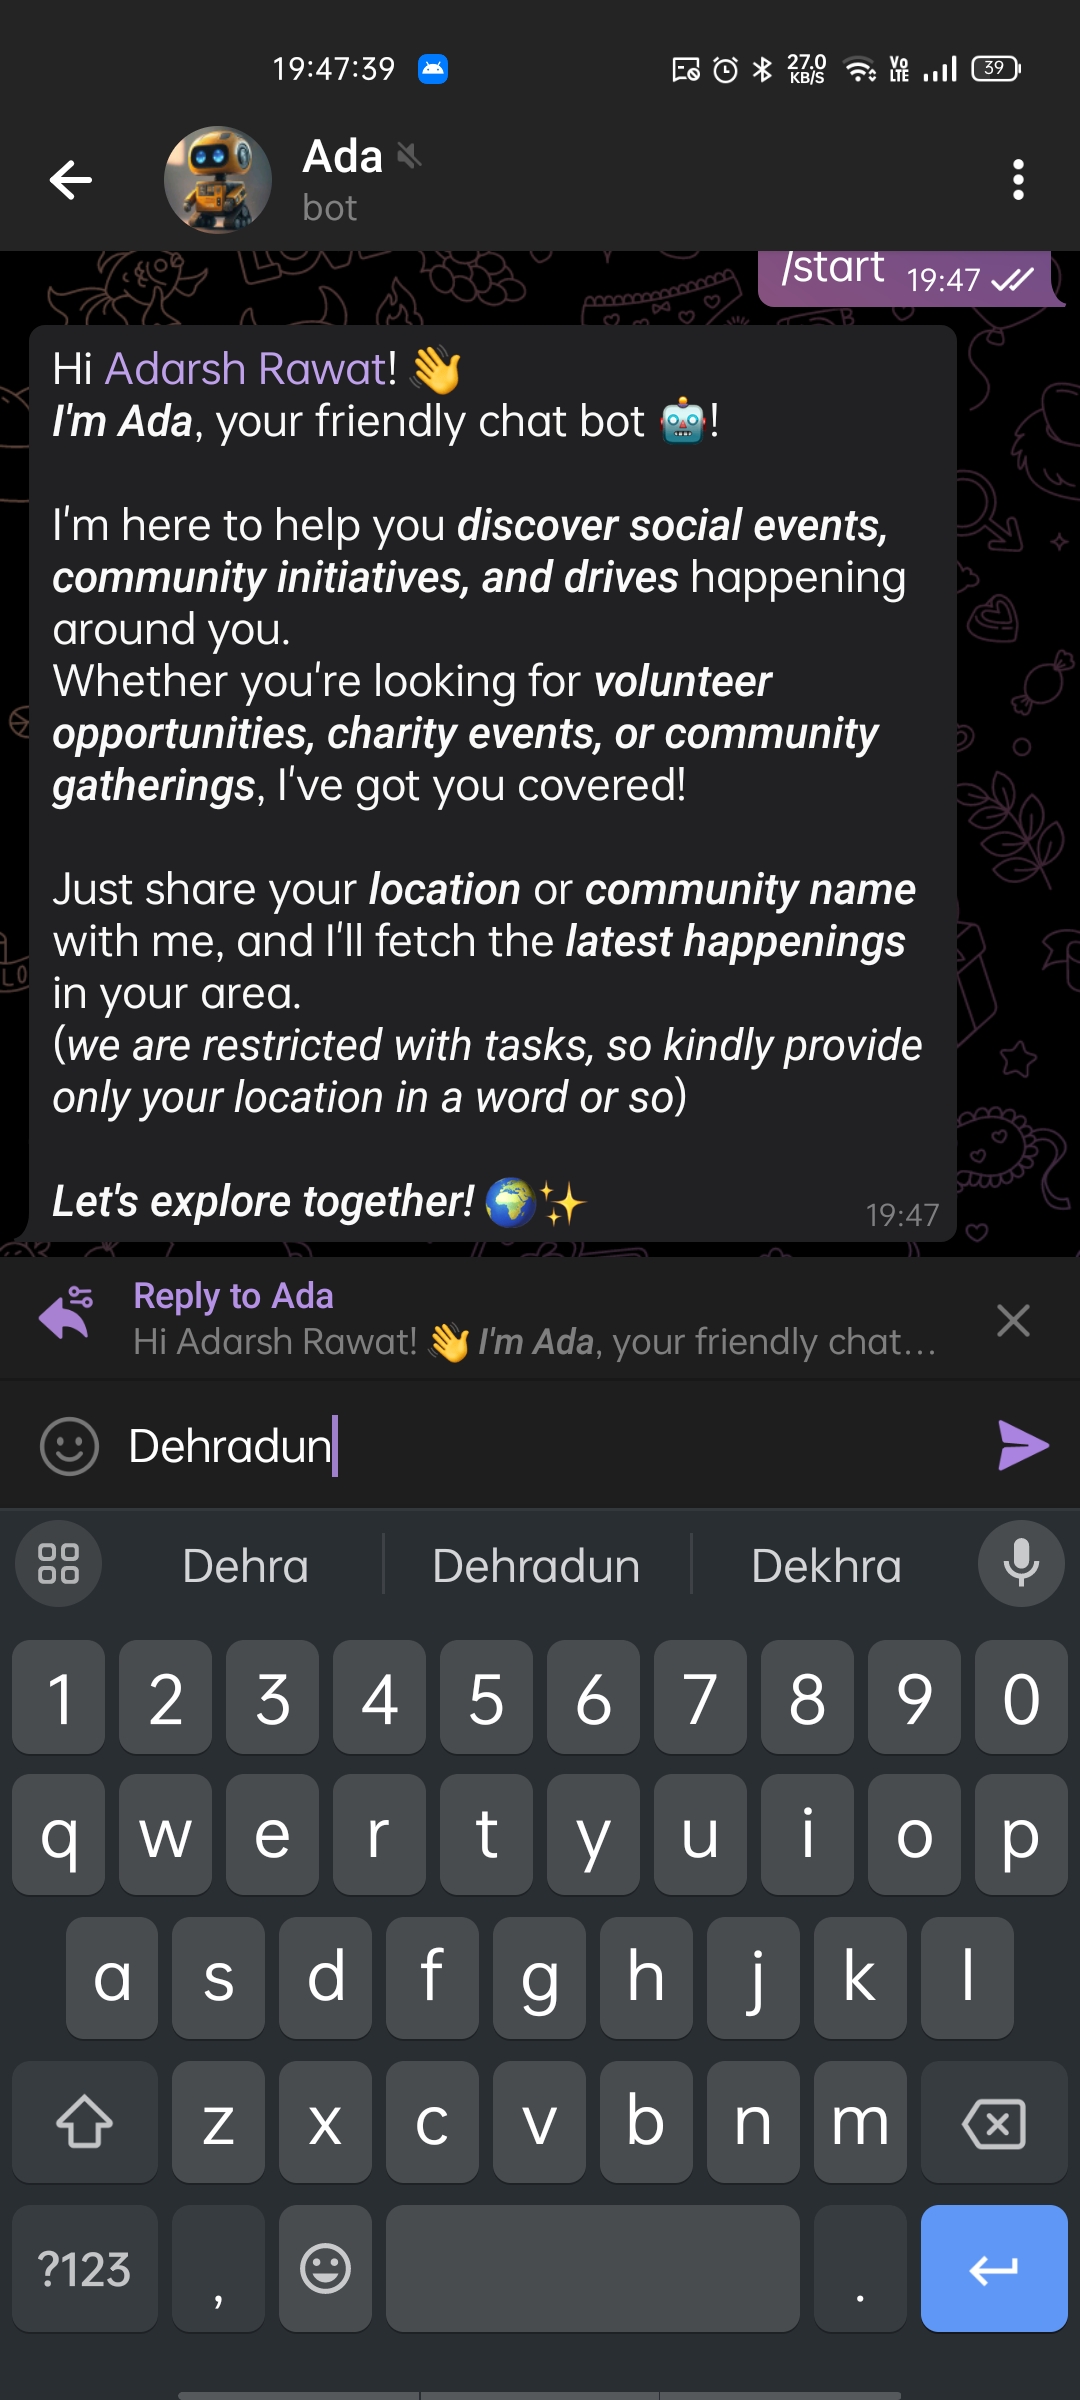 19:47:39
27.0
KB/S
Vo
LTE
39
Ada
bot
/start 19:47
Hi Adarsh Rawat! 👋
I'm Ada, your friendly chat bot 🤖!
I'm here to help you discover social events,
community initiatives, and drives happening
around you.
Whether you're looking for volunteer
opportunities, charity events, or community
gatherings, I've got you covered!
Just share your location or community name
with me, and I'll fetch the latest happenings
in your area.
(we are restricted with tasks, so kindly provide
only your location in a word or so)
Let's explore together! 🌍✨
19:47
Reply to Ada
Hi Adarsh Rawat! 👋 I'm Ada, your friendly chat...
Dehradun
Dehra Dehradun Dekhra
1 2 3 4 5 6 7 8 9 0
q w e r t y u i o p
a s d f g h j k l
z x c v b n m
?123 , .